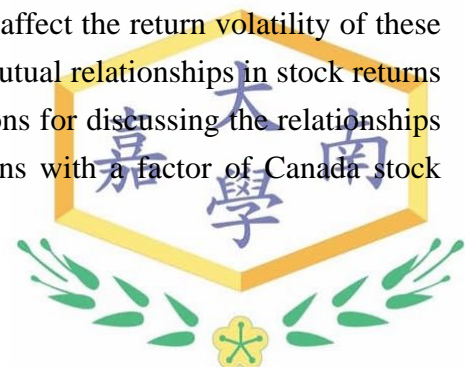 affect the return volatility of these
utual relationships in stock returns
ons for discussing the relationships
ns with a factor of Canada stock
大
嘉 南
學